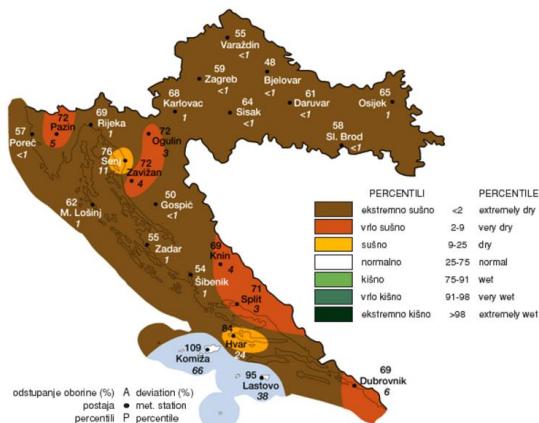 55
Varaždin
<1
59
Zagreb
<1
48
Bjelovar
<1
68
Karlovac
1
64
Sisak
<1
61
Daruvar
<1
65
Osijek
1
58
Sl. Brod
<1
57
Poreč
<1
72
Pazin
5
69
Rijeka
1
72
Ogulin
3
76
Senj
11
72
Zavižan
4
62
M. Lošinj
1
50
Gospić
<1
55
Zadar
1
69
Knin
4
54
Šibenik
1
71
Split
3
84
Hvar
24
109
Komiža
66
95
Lastovo
38
69
Dubrovnik
6
PERCENTILI PERCENTILE
ekstremno sušno <2 extremely dry
vrlo sušno 2-9 very dry
sušno 9-25 dry
normalno 25-75 normal
kišno 75-91 wet
vrlo kišno 91-98 very wet
ekstremno kišno >98 extremely wet
odstupanje oborine (%) A deviation (%)
postaja met. station
percentili P percentile